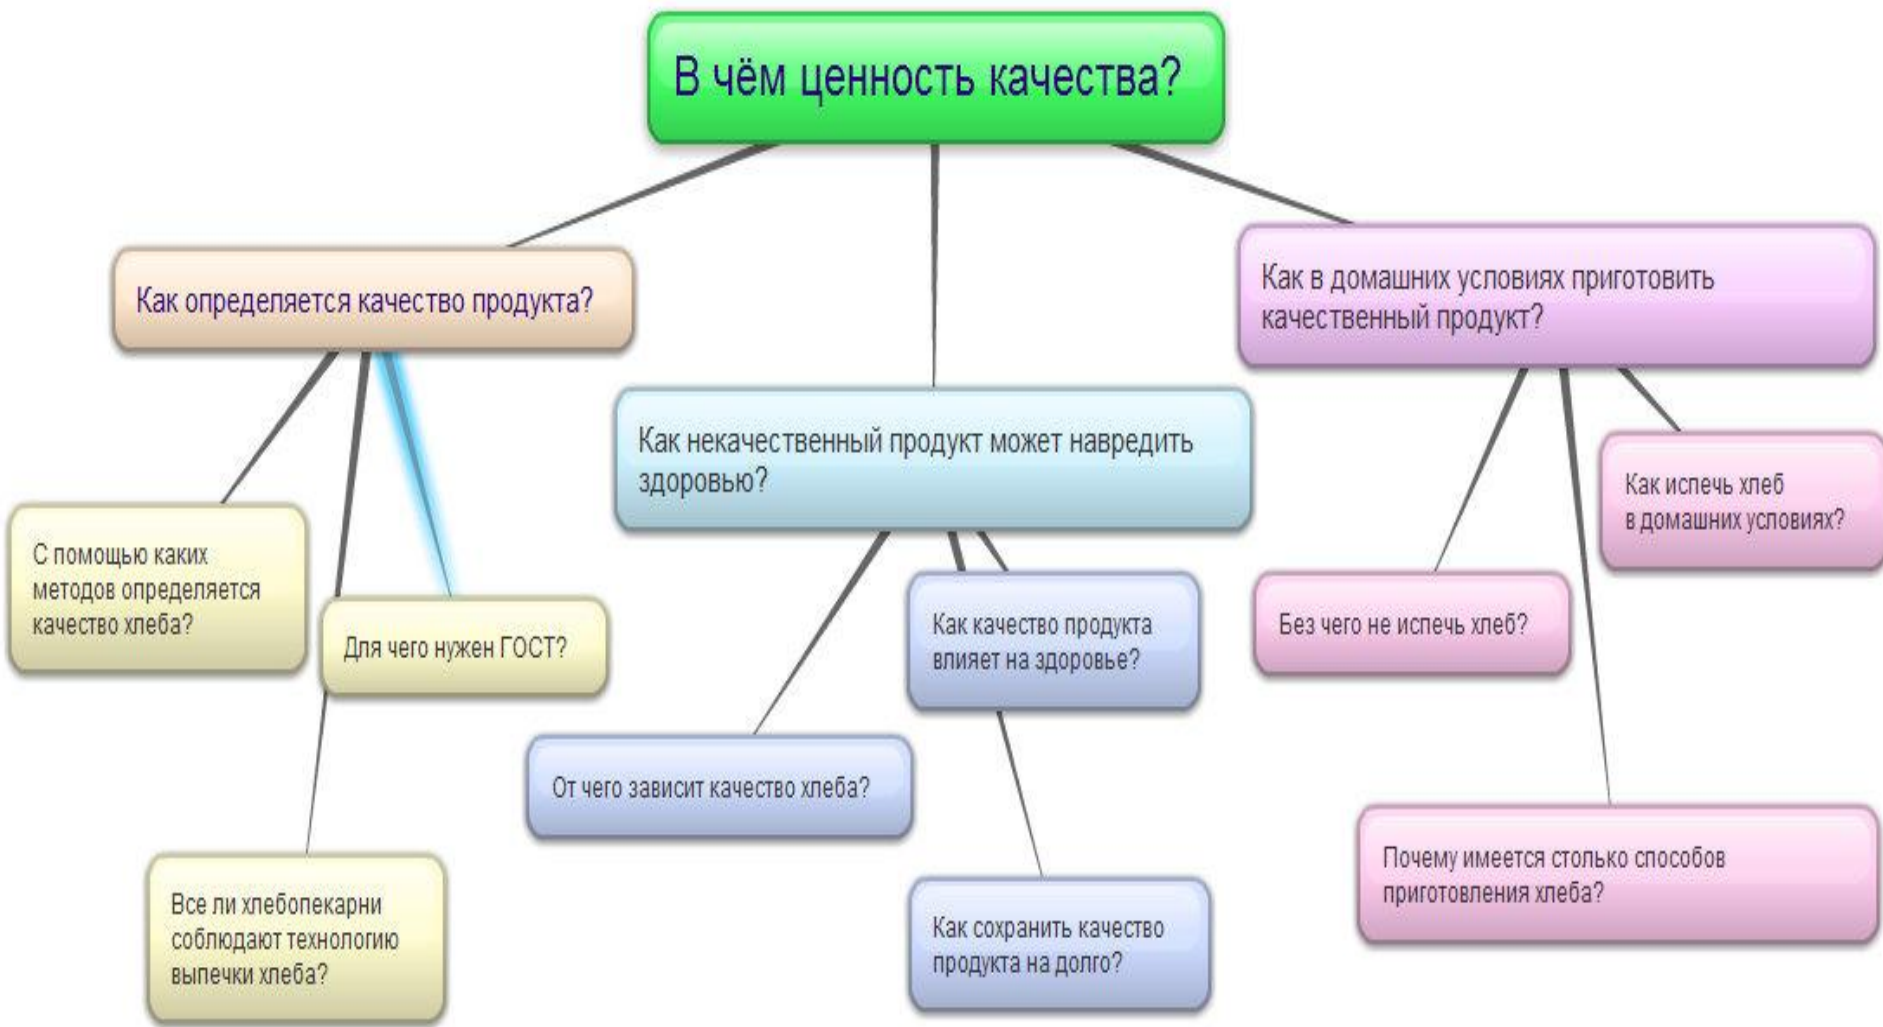 В чём ценность качества?
Как определяется качество продукта?
Как в домашних условиях приготовить
качественный продукт?
Как некачественный продукт может навредить
здоровью?
С помощью каких
методов определяется
качество хлеба?
Для чего нужен ГОСТ?
Все ли хлебопекарни
соблюдают технологию
выпечки хлеба?
От чего зависит качество хлеба?
Как качество продукта
влияет на здоровье?
Как сохранить качество
продукта на долго?
Без чего не испечь хлеб?
Как испечь хлеб
в домашних условиях?
Почему имеется столько способов
приготовления хлеба?